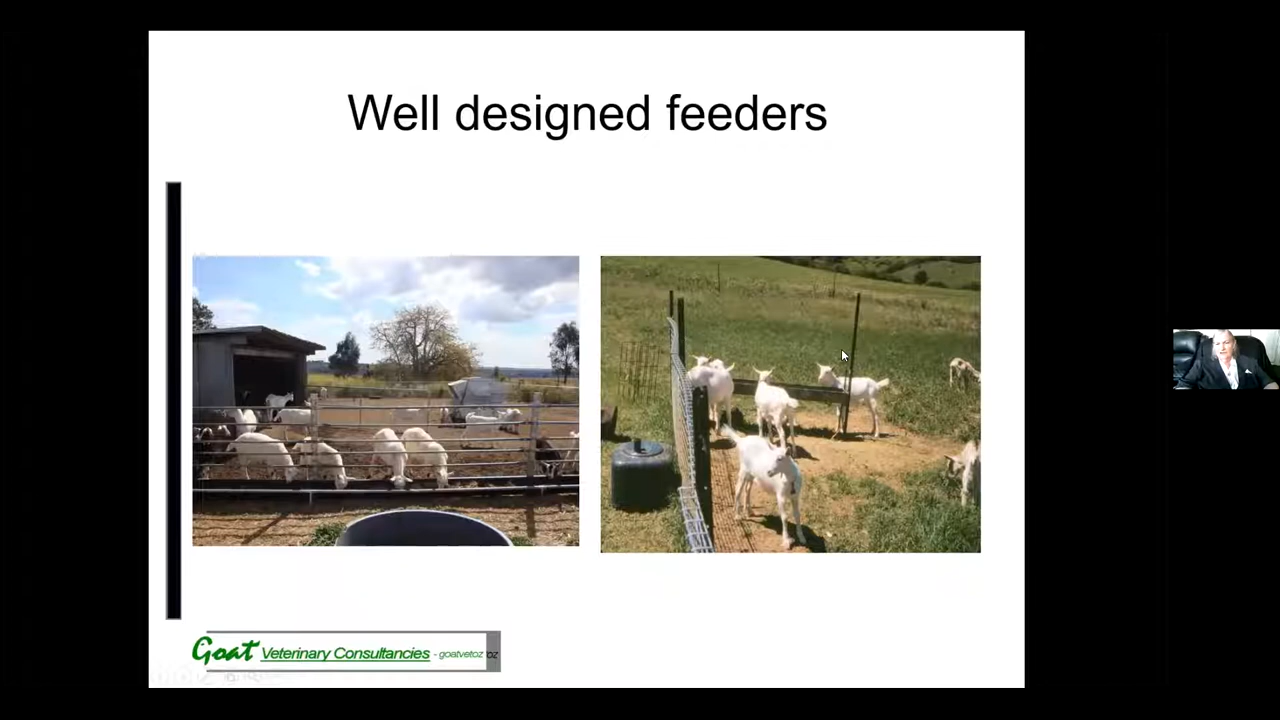 Well designed feeders
Goat Veterinary Consultancies - goatvetoz